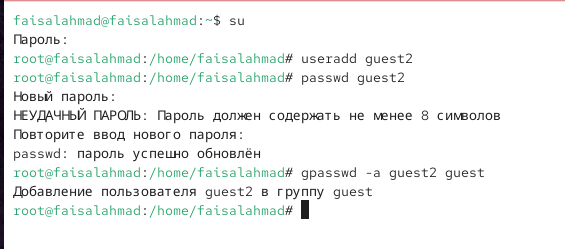 faisalahmad@faisalahmad:~$ su
Пароль:
root@faisalahmad:/home/faisalahmad# useradd guest2
root@faisalahmad:/home/faisalahmad# passwd guest2
Новый пароль:
НЕУДАЧНЫЙ ПАРОЛЬ: Пароль должен содержать не менее 8 символов
Повторите ввод нового пароля:
passwd: пароль успешно обновлён
root@faisalahmad:/home/faisalahmad# gpasswd -a guest2 guest
Добавление пользователя guest2 в группу guest
root@faisalahmad:/home/faisalahmad#